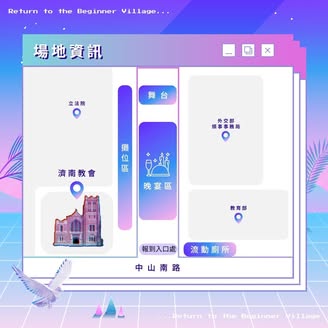 Return to the Beginner Village...
場地資訊
立法院
舞台
外交部
領事事務局
攤位區
濟南教會
晚宴區
教育部
報到入口處
流動廁所
中山南路
...Return to the Beginner Village